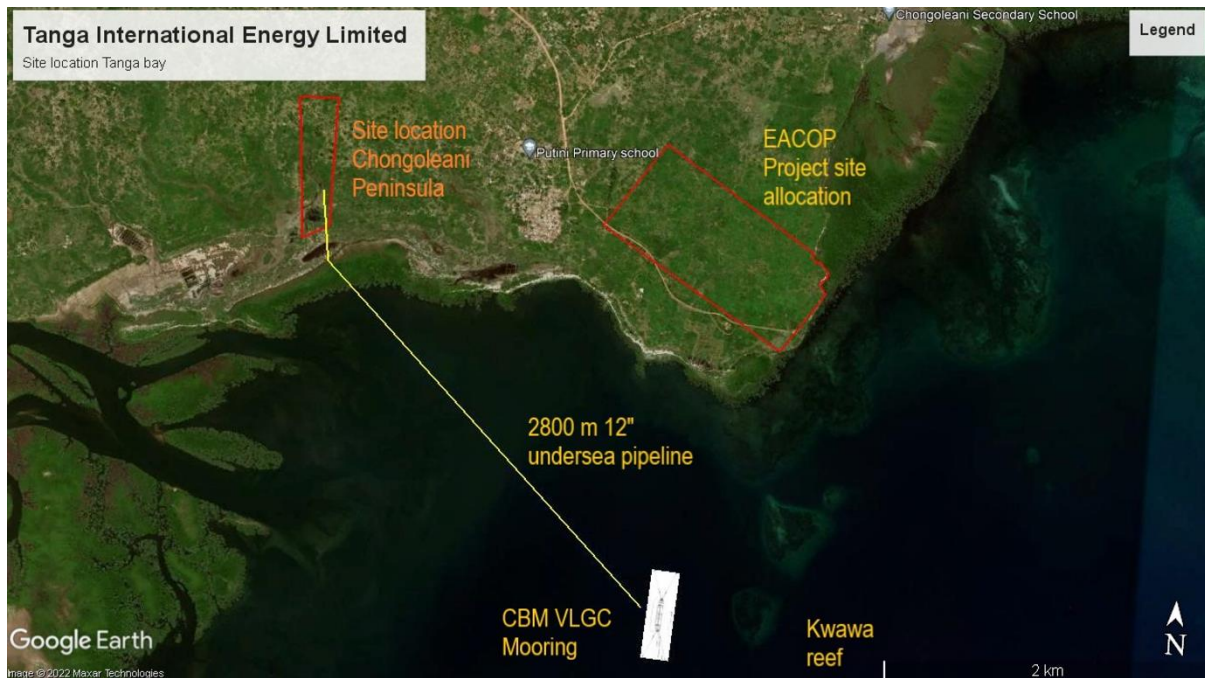 Tanga International Energy Limited
Site location Tanga bay
Chongoleani Secondary School
Legend
Site location
Chongoleani
Peninsula
Putini Primary school
EACOP
Project site
allocation
2800 m 12"
undersea pipeline
CBM VLGC
Mooring
Kwawa
reef
N
2 km
Google Earth
Image © 2022 Maxar Technologies